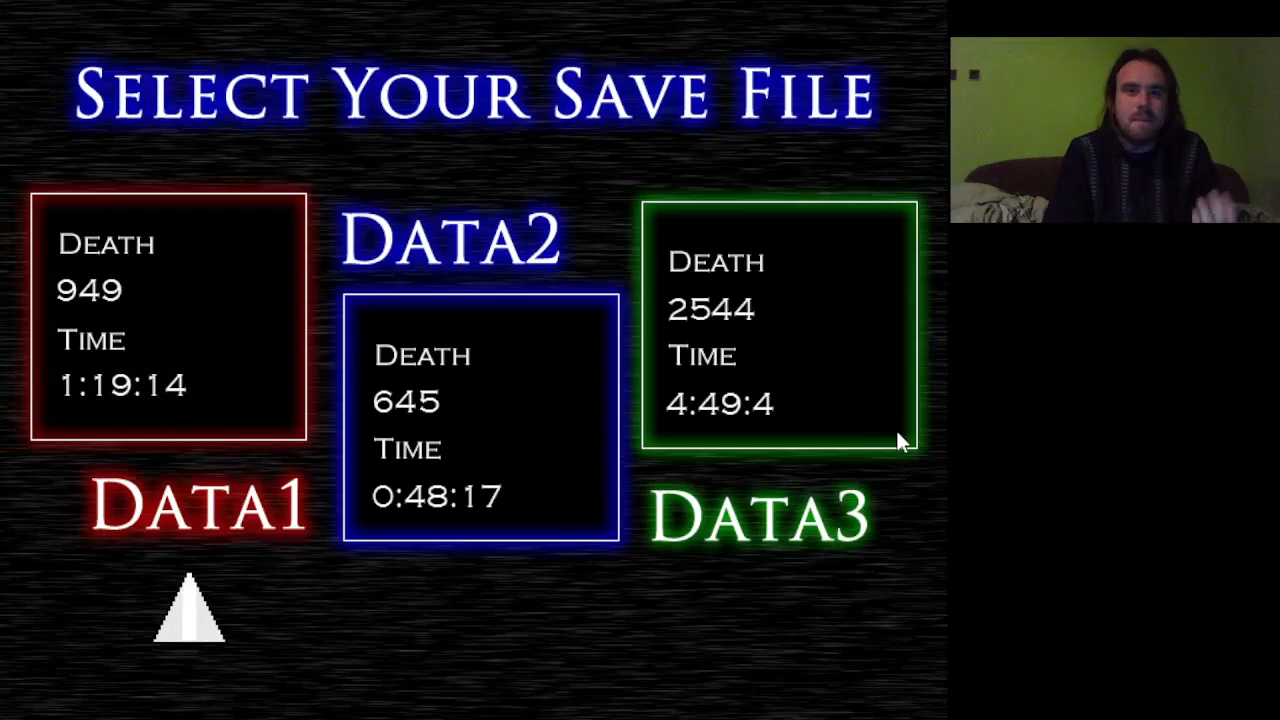 SELECT YOUR SAVE FILE
DEATH
949
TIME
1:19:14
DATA1
DATA2
DEATH
645
TIME
0:48:17
DEATH
2544
TIME
4:49:4
DATA3